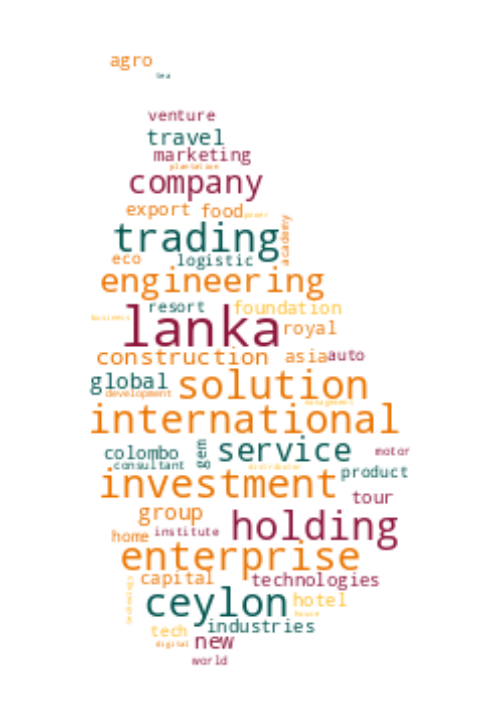 agro
tea
venture
travel
marketing
plantation
company
export food power
trading academy
eco logistic
engineering
resort foundation
business lanka royal
construction asia auto
global solution
development management
international
colombo gem service motor
consultant distributor product
investment tour
group holding
home institute
enterprise
capital technologies
technology ceylon hotel
house
tech industries
digital new
world